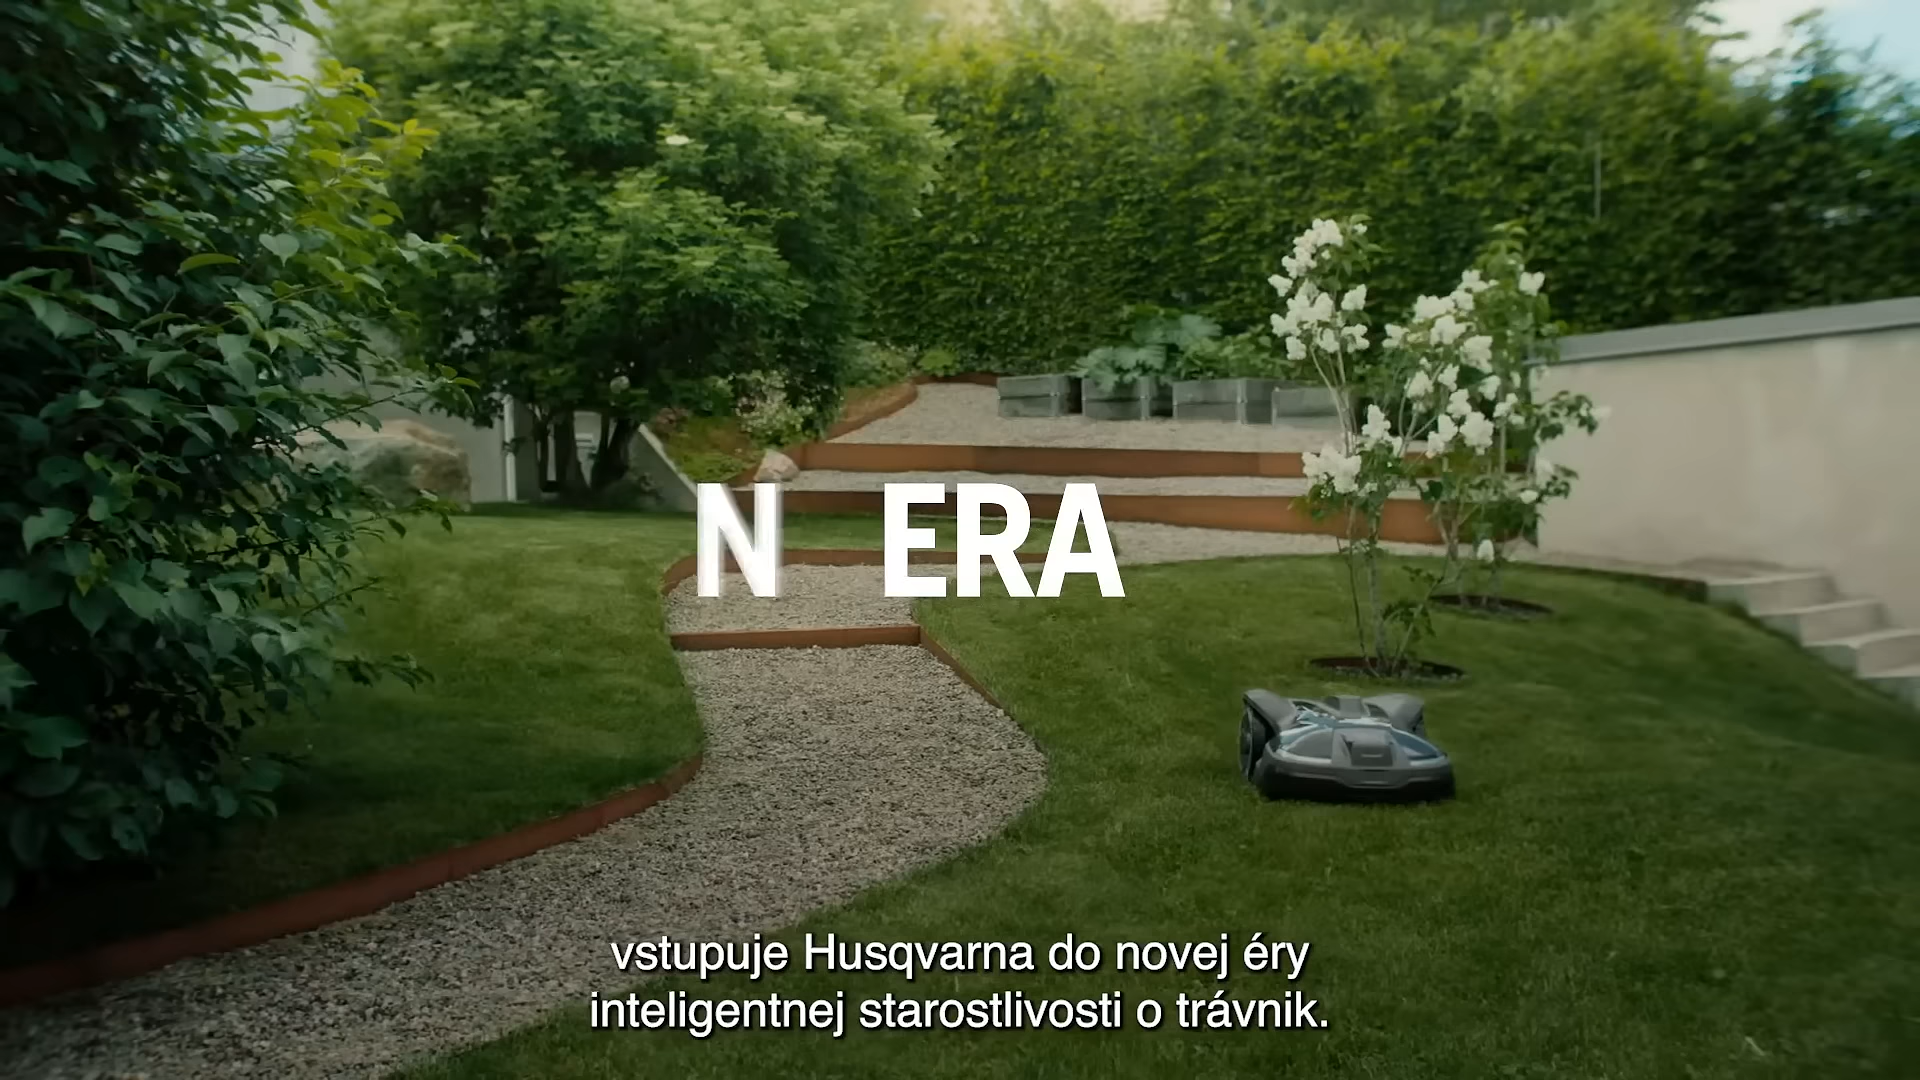 N ERA
vstupuje Husqvarna do novej éry
inteligentnej starostlivosti o trávnik.